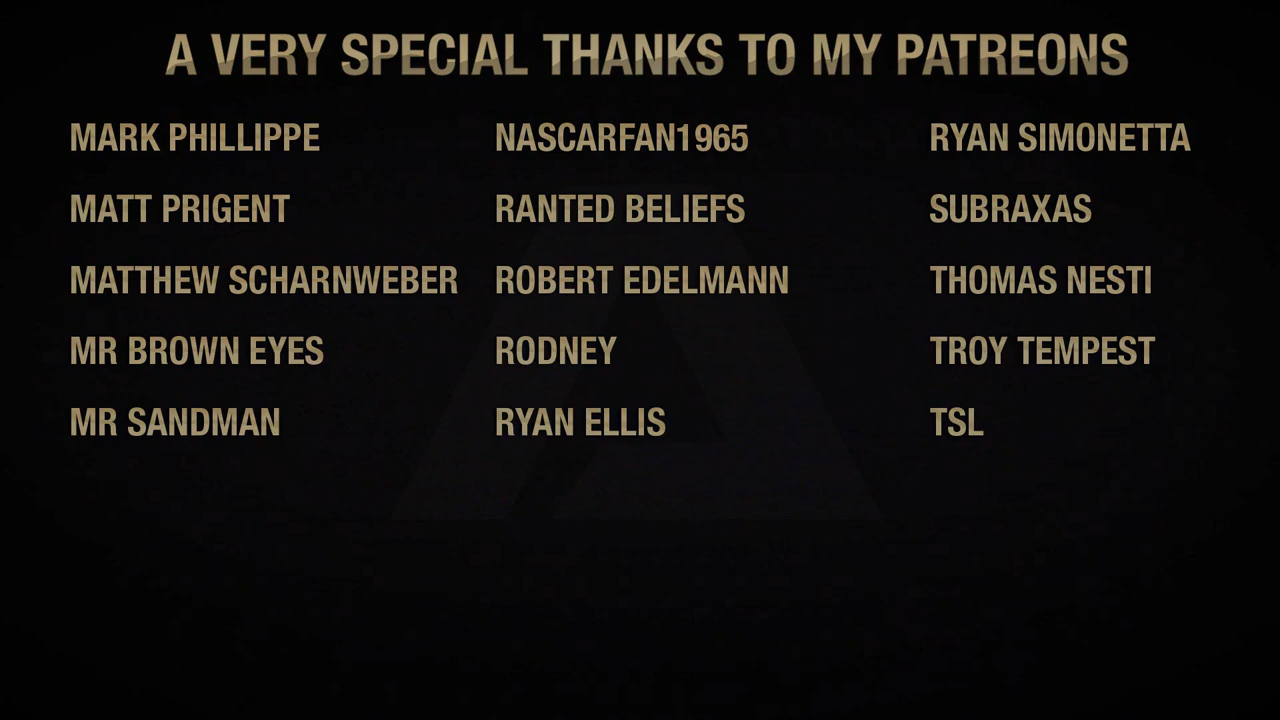 A VERY SPECIAL THANKS TO MY PATREONS
MARK PHILLIPPE
MATT PRIGENT
MATTHEW SCHARNWEBER
MR BROWN EYES
MR SANDMAN
NASCARFAN1965
RANTED BELIEFS
ROBERT EDELMANN
RODNEY
RYAN ELLIS
RYAN SIMONETTA
SUBRAXAS
THOMAS NESTI
TROY TEMPEST
TSL